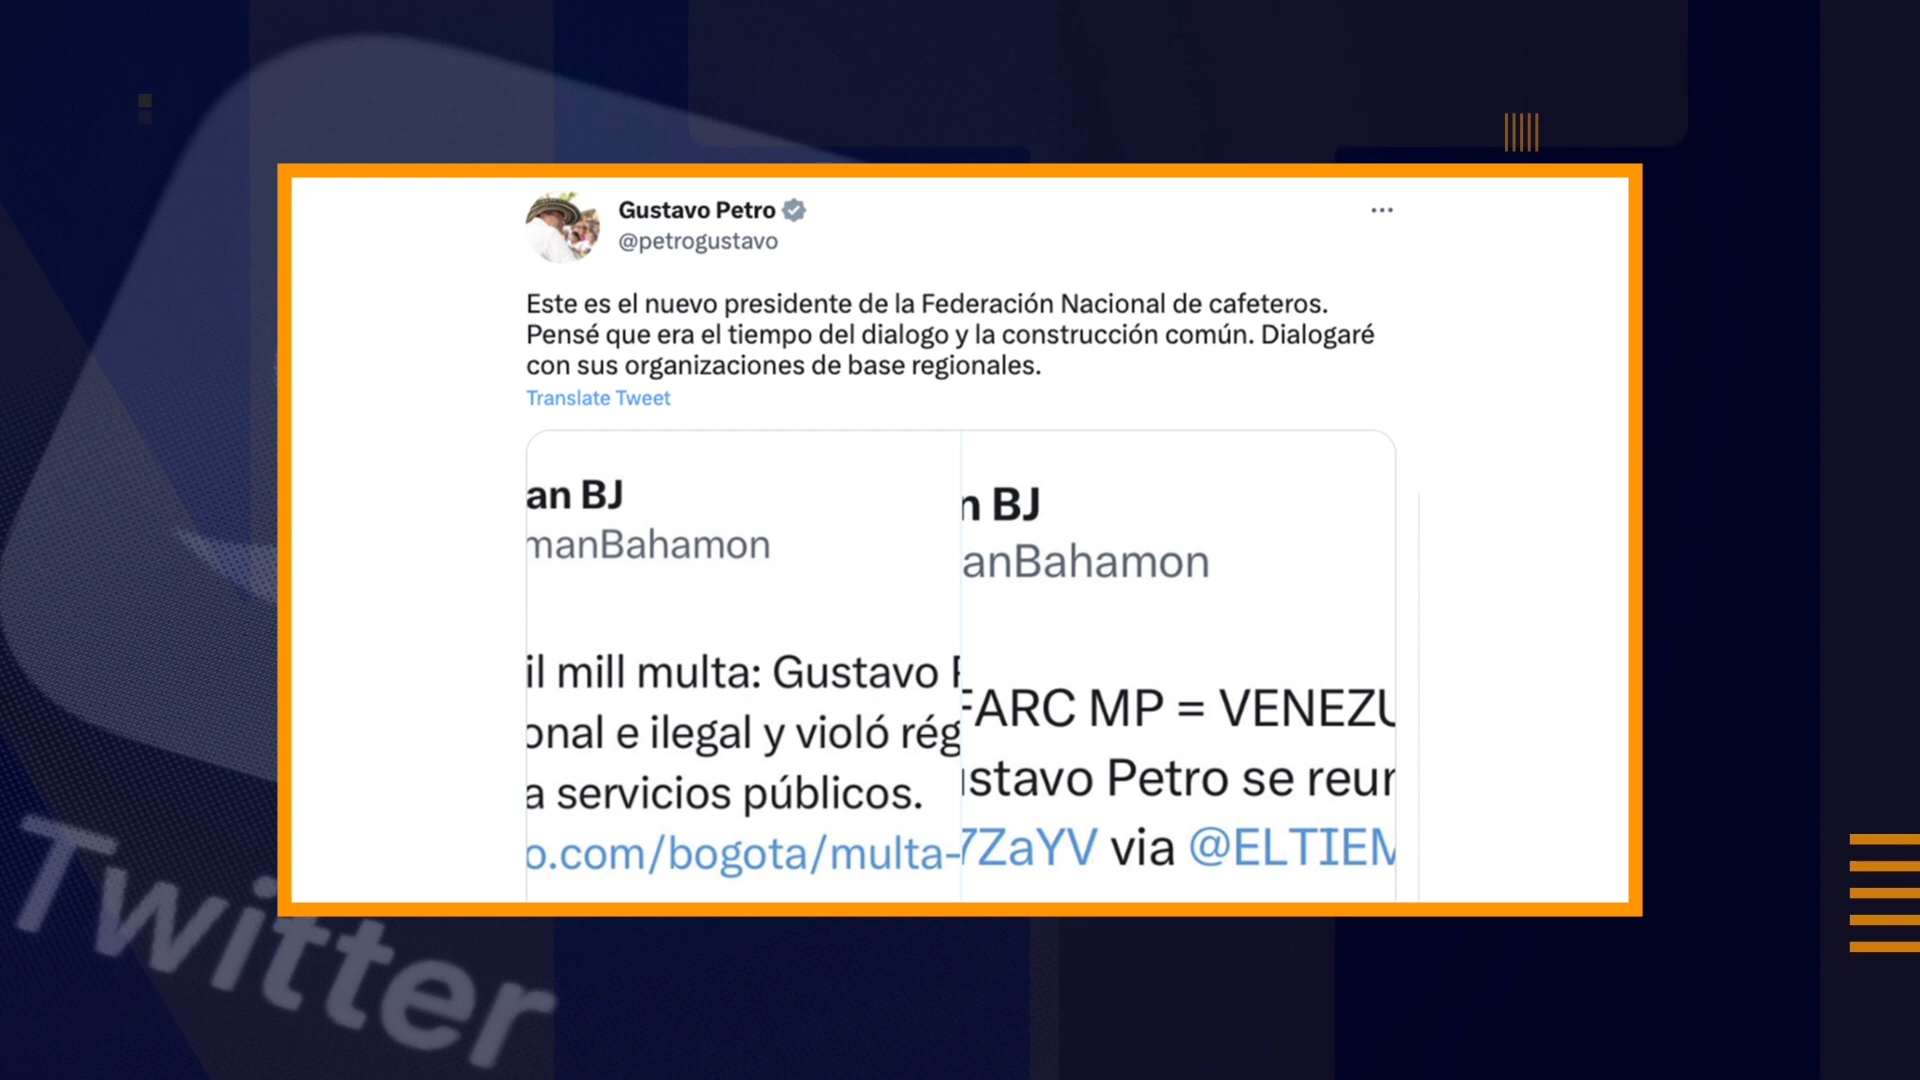 Gustavo Petro
@petrogustavo
Este es el nuevo presidente de la Federación Nacional de cafeteros.
Pensé que era el tiempo del dialogo y la construcción común. Dialogaré
con sus organizaciones de base regionales.
Translate Tweet
an BJ
manBahamon
il mill multa: Gustavo
onal e ilegal y violó rég
a servicios públicos.
o.com/bogota/multa-
n BJ
anBahamon
FARC MP = VENEZU
ustavo Petro se reun
7ZaYV via @ELTIEM
Twitter